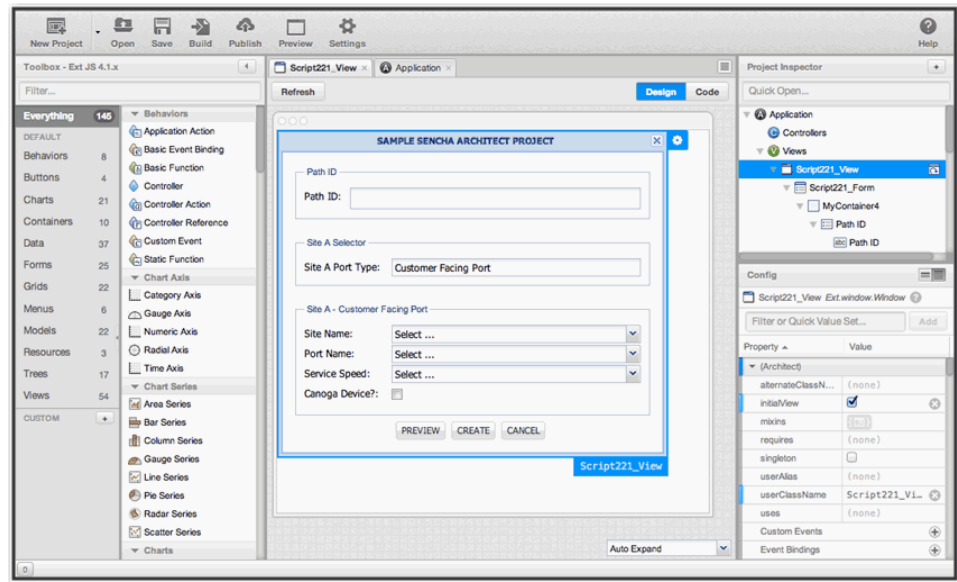 New Project
Open
Save
Build
Publish
Preview
Settings
Help
Toolbox - Ext JS 4.1.x
Filter...
Everything 146
DEFAULT
Behaviors 8
Buttons 4
Charts 21
Containers 10
Data 37
Forms 25
Grids 22
Menus 6
Models 22
Resources 3
Trees 17
Views 54
CUSTOM
Behaviors
Application Action
Basic Event Binding
Basic Function
Controller
Controller Action
Controller Reference
Custom Event
Static Function
Chart Axis
Category Axis
Gauge Axis
Numeric Axis
Radial Axis
Time Axis
Chart Series
Area Series
Bar Series
Column Series
Gauge Series
Line Series
Pie Series
Radar Series
Scatter Series
Charts
Script221_View
Application
Refresh
Design
Code
SAMPLE SENCHA ARCHITECT PROJECT
Path ID
Path ID:
Site A Selector
Site A Port Type: Customer Facing Port
Site A - Customer Facing Port
Site Name: Select ...
Port Name: Select ...
Service Speed: Select ...
Canoga Device?:
PREVIEW
CREATE
CANCEL
Script221_View
Auto Expand
Project Inspector
Quick Open...
Application
Controllers
Views
Script221_View
Script221_Form
MyContainer4
Path ID
abc Path ID
Config
Script221_View Ext.window.Window
Filter or Quick Value Set...
Add
Property
Value
(Architect)
alternateClassN... (none)
initialView
mixins
requires (none)
singleton
userAlias (none)
userClassName Script221_Vi...
uses (none)
Custom Events
Event Bindings
0